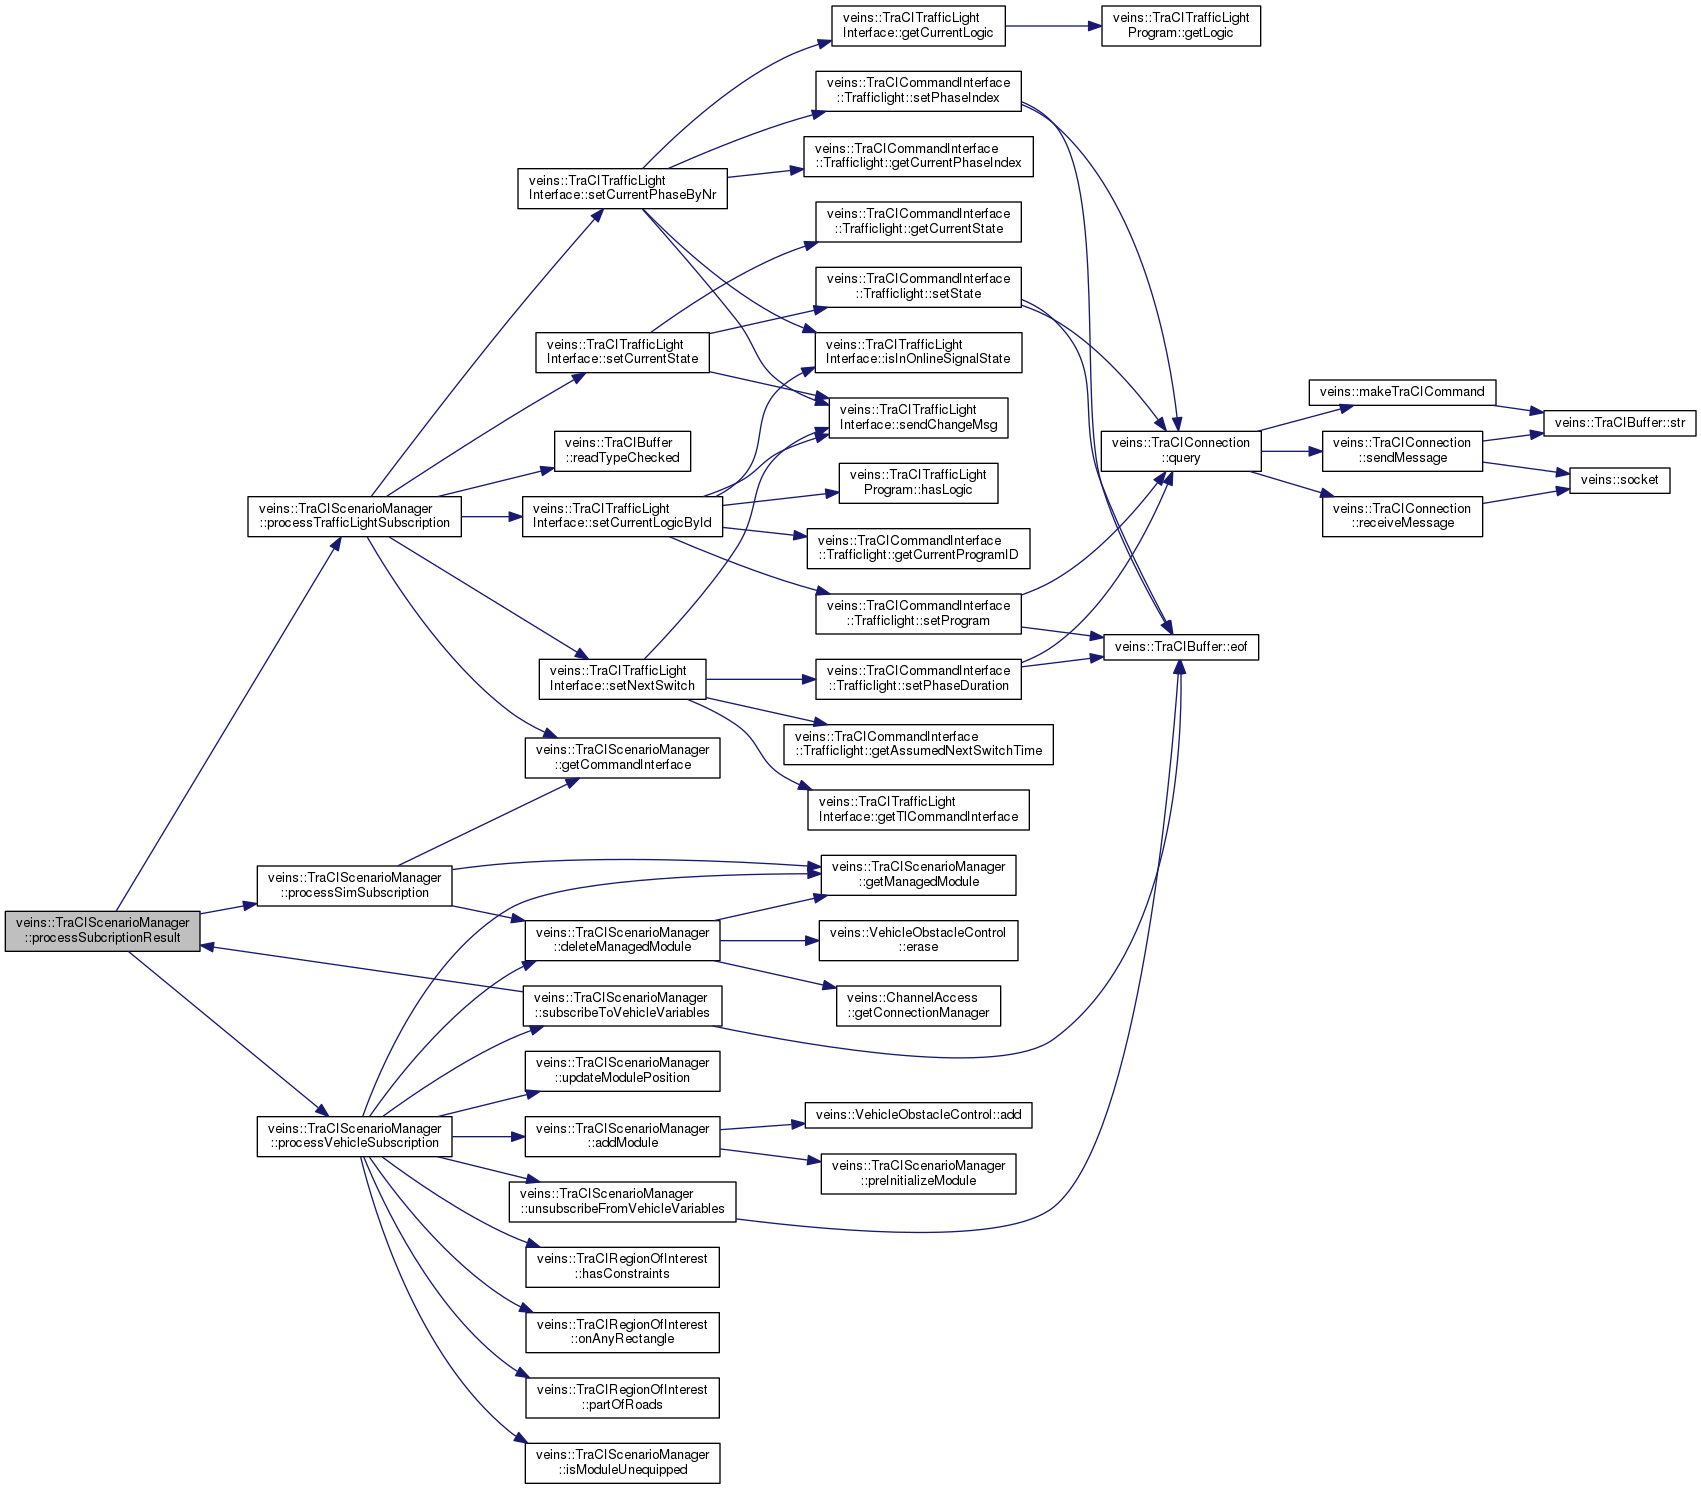 veins::TraCITrafficLight
Interface::getCurrentLogic
veins::TraCITrafficLight
Program::getLogic
veins::TraCICommandInterface
::Trafficlight::setPhaseIndex
veins::TraCICommandInterface
::Trafficlight::getCurrentPhaseIndex
veins::TraCITrafficLight
Interface::setCurrentPhaseByNr
veins::TraCICommandInterface
::Trafficlight::getCurrentState
veins::TraCICommandInterface
::Trafficlight::setState
veins::TraCITrafficLight
Interface::setCurrentState
veins::TraCITrafficLight
Interface::isInOnlineSignalState
veins::TraCITrafficLight
Interface::sendChangeMsg
veins::makeTraCICommand
veins::TraCIBuffer::str
veins::TraCIBuffer
::readTypeChecked
veins::TraCIConnection
::query
veins::TraCIConnection
::sendMessage
veins::socket
veins::TraCITrafficLight
Program::hasLogic
veins::TraCIScenarioManager
::processTrafficLightSubscription
veins::TraCITrafficLight
Interface::setCurrentLogicById
veins::TraCIConnection
::receiveMessage
veins::TraCICommandInterface
::Trafficlight::getCurrentProgramID
veins::TraCICommandInterface
::Trafficlight::setProgram
veins::TraCIBuffer::eof
veins::TraCITrafficLight
Interface::setNextSwitch
veins::TraCICommandInterface
::Trafficlight::setPhaseDuration
veins::TraCIScenarioManager
::getCommandInterface
veins::TraCICommandInterface
::Trafficlight::getAssumedNextSwitchTime
veins::TraCITrafficLight
Interface::getTlCommandInterface
veins::TraCIScenarioManager
::processSimSubscription
veins::TraCIScenarioManager
::getManagedModule
veins::TraCIScenarioManager
::processSubcriptionResult
veins::TraCIScenarioManager
::deleteManagedModule
veins::VehicleObstacleControl
::erase
veins::TraCIScenarioManager
::subscribeToVehicleVariables
veins::ChannelAccess
::getConnectionManager
veins::TraCIScenarioManager
::updateModulePosition
veins::TraCIScenarioManager
::processVehicleSubscription
veins::TraCIScenarioManager
::addModule
veins::VehicleObstacleControl::add
veins::TraCIScenarioManager
::preInitializeModule
veins::TraCIScenarioManager
::unsubscribeFromVehicleVariables
veins::TraCIRegionOfInterest
::hasConstraints
veins::TraCIRegionOfInterest
::onAnyRectangle
veins::TraCIRegionOfInterest
::partOfRoads
veins::TraCIScenarioManager
::isModuleUnequipped